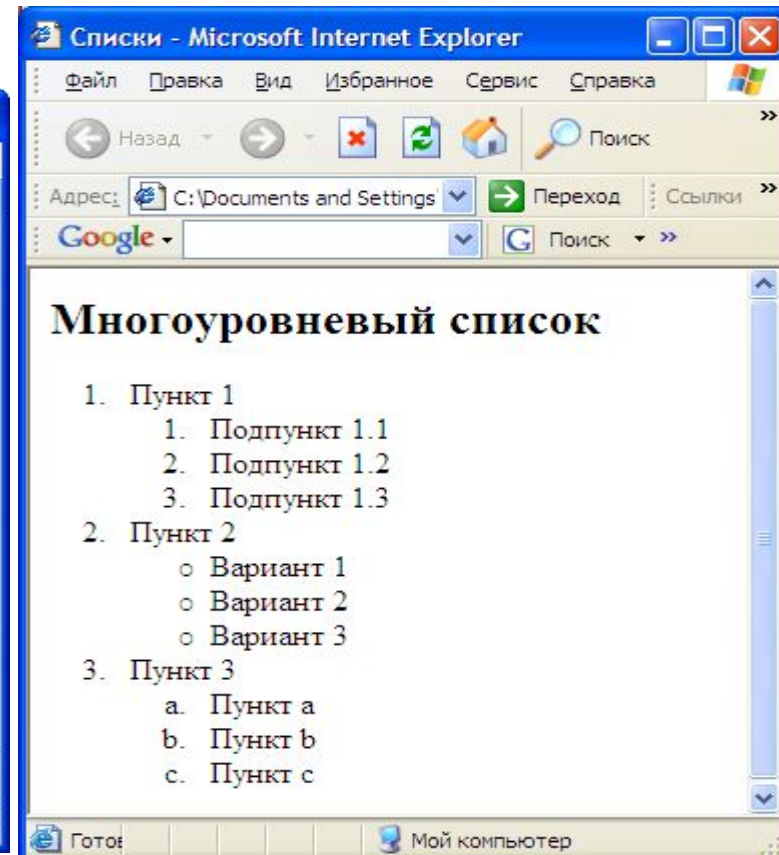 Списки - Microsoft Internet Explorer
Файл Правка Вид Избранное Сервис Справка
Назад Поиск »
Адрес: C:\Documents and Settings\ Переход Ссылки »
Google Поиск »
Многоуровневый список
1. Пункт 1
1. Подпункт 1.1
2. Подпункт 1.2
3. Подпункт 1.3
2. Пункт 2
o Вариант 1
o Вариант 2
o Вариант 3
3. Пункт 3
a. Пункт a
b. Пункт b
c. Пункт c
Мой компьютер